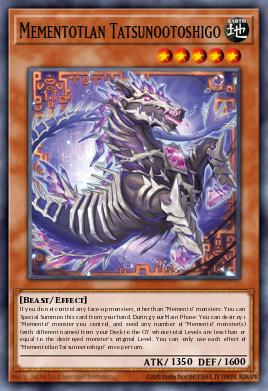 MEMENTOTLAN TATSUNOOTOSHIGO
EARTH
地
[BEAST/EFFECT]
If you do not control any face-up monsters, other than "Memento" monsters: You can
Special Summon this card from your hand. During your Main Phase: You can destroy 1
"Memento" monster you control, and send any number of "Memento" monster(s)
(with different names) from your Deck to the GY whose total Levels are less than or
equal to the destroyed monster's original Level. You can only use each effect of
"Mementotlan Tatsunootoshigo" once per turn.
ATK/ 1350 DEF/ 1600